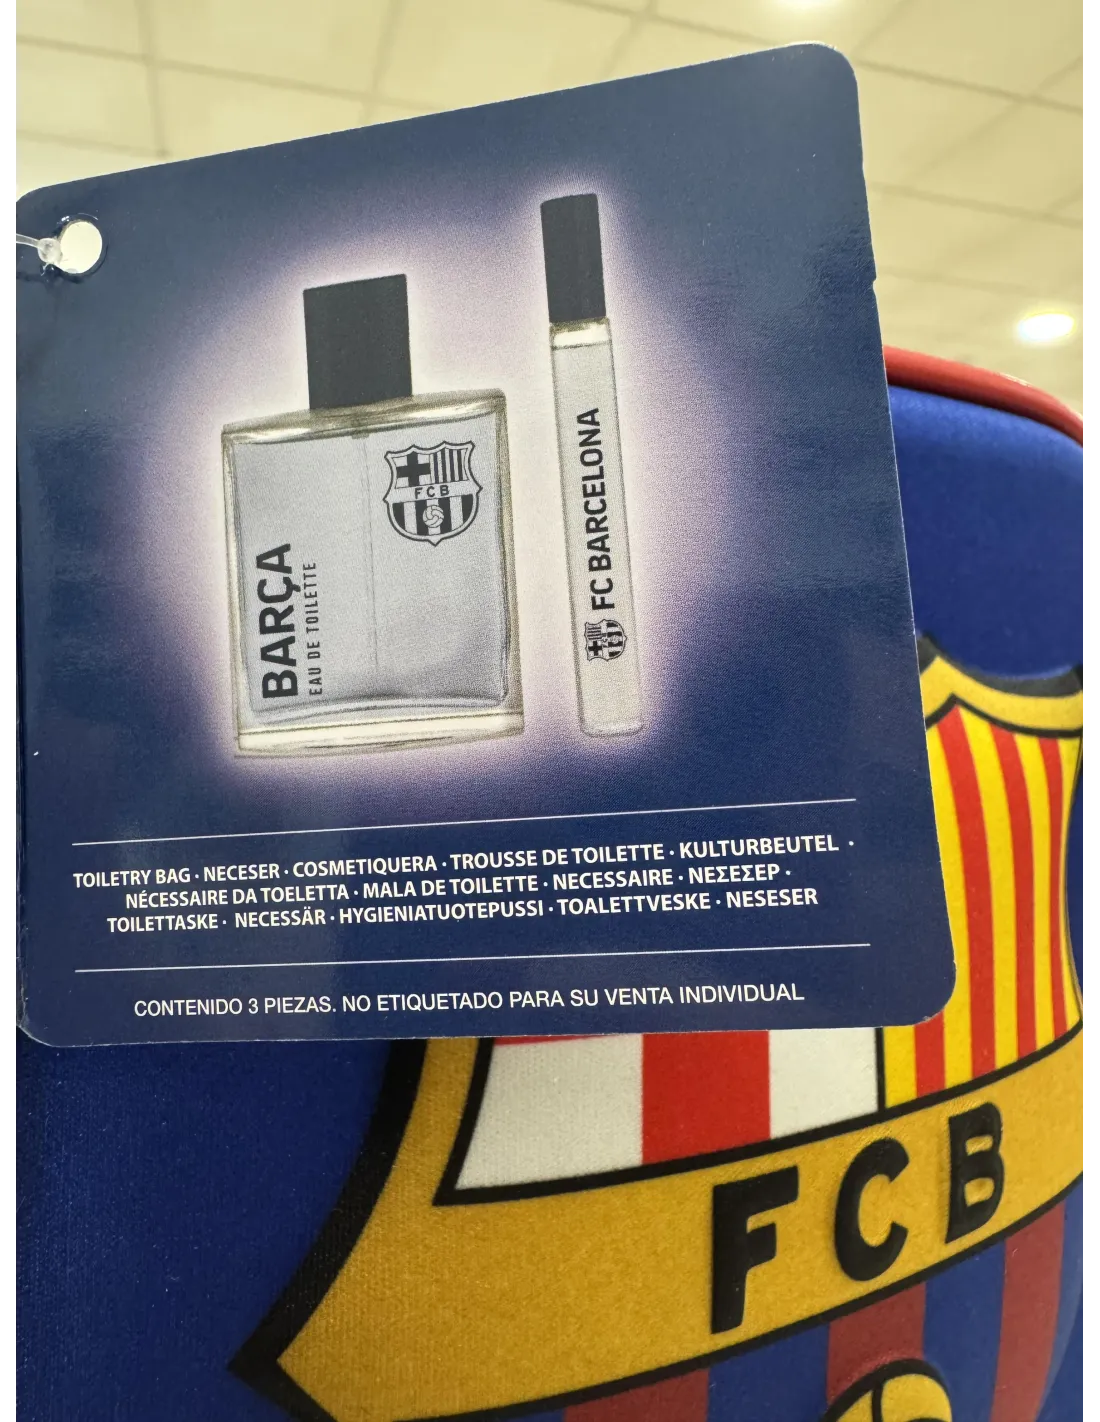 FCB
BARÇA
EAU DE TOILETTE
FC BARCELONA
TOILETRY BAG · NECESER · COSMETIQUERA · TROUSSE DE TOILETTE · KULTURBEUTEL ·
NÉCESSAIRE DA TOELETTA · MALA DE TOILETTE · NECESSAIRE · ΝΕΣΕΣΕΡ ·
TOILETTASKE · NECESSÄR · HYGIENIATUOTEPUSSI · TOALETTVESKE · NESESER
CONTENIDO 3 PIEZAS. NO ETIQUETADO PARA SU VENTA INDIVIDUAL
FCB